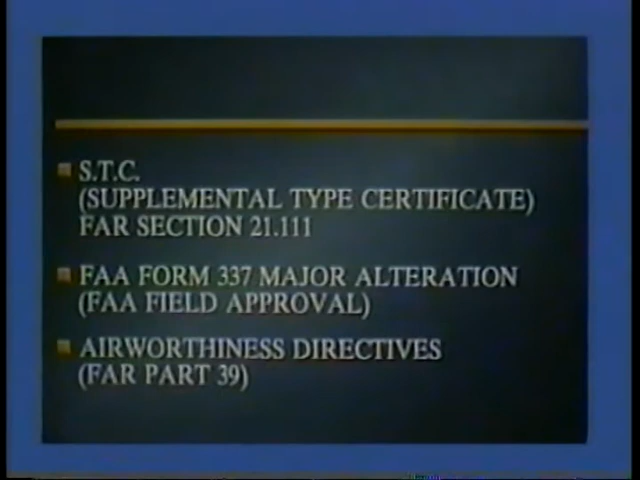 S.T.C.
(SUPPLEMENTAL TYPE CERTIFICATE)
FAR SECTION 21.111
FAA FORM 337 MAJOR ALTERATION
(FAA FIELD APPROVAL)
AIRWORTHINESS DIRECTIVES
(FAR PART 39)